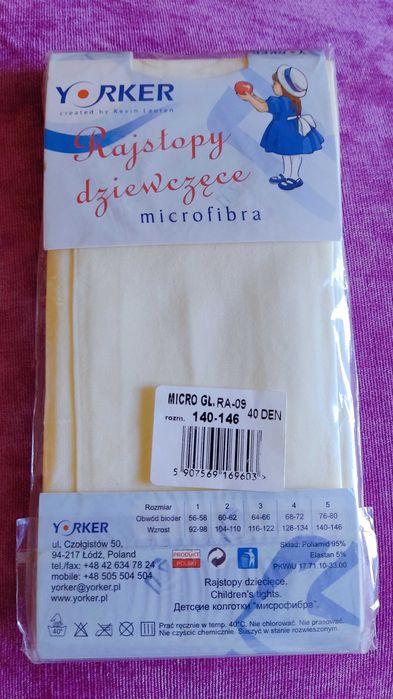 YORKER
created by Kevin Lauren
Rajstopy
dziewczęce
microfibra
MICRO GL. RA-09
rozm. 140-146 40 DEN
5 907569 169603 >
YORKER
ul. Czołgistów 50,
94-217 Łódź, Poland
tel./fax: +48 42 634 78 24
mobile: +48 505 504 504
yorker@yorker.pl
www.yorker.pl
Rozmiar 1 2 3 4 5
Obwód bioder 56-58 60-62 64-66 68-72 76-80
Wzrost 92-98 104-110 116-122 128-134 140-146
PRODUKT
POLSKI
Skład: Poliamid 95%
Elastan 5%
PKWiU 17.71.10-33.00
Rajstopy dziecięce.
Children's tights.
Детские колготки "мисрофибра".
40°
Prać ręcznie w temp. 40°C. Nie chlorować. Nie prasować.
Nie czyścić chemicznie. Suszyć w stanie rozwieszonym.